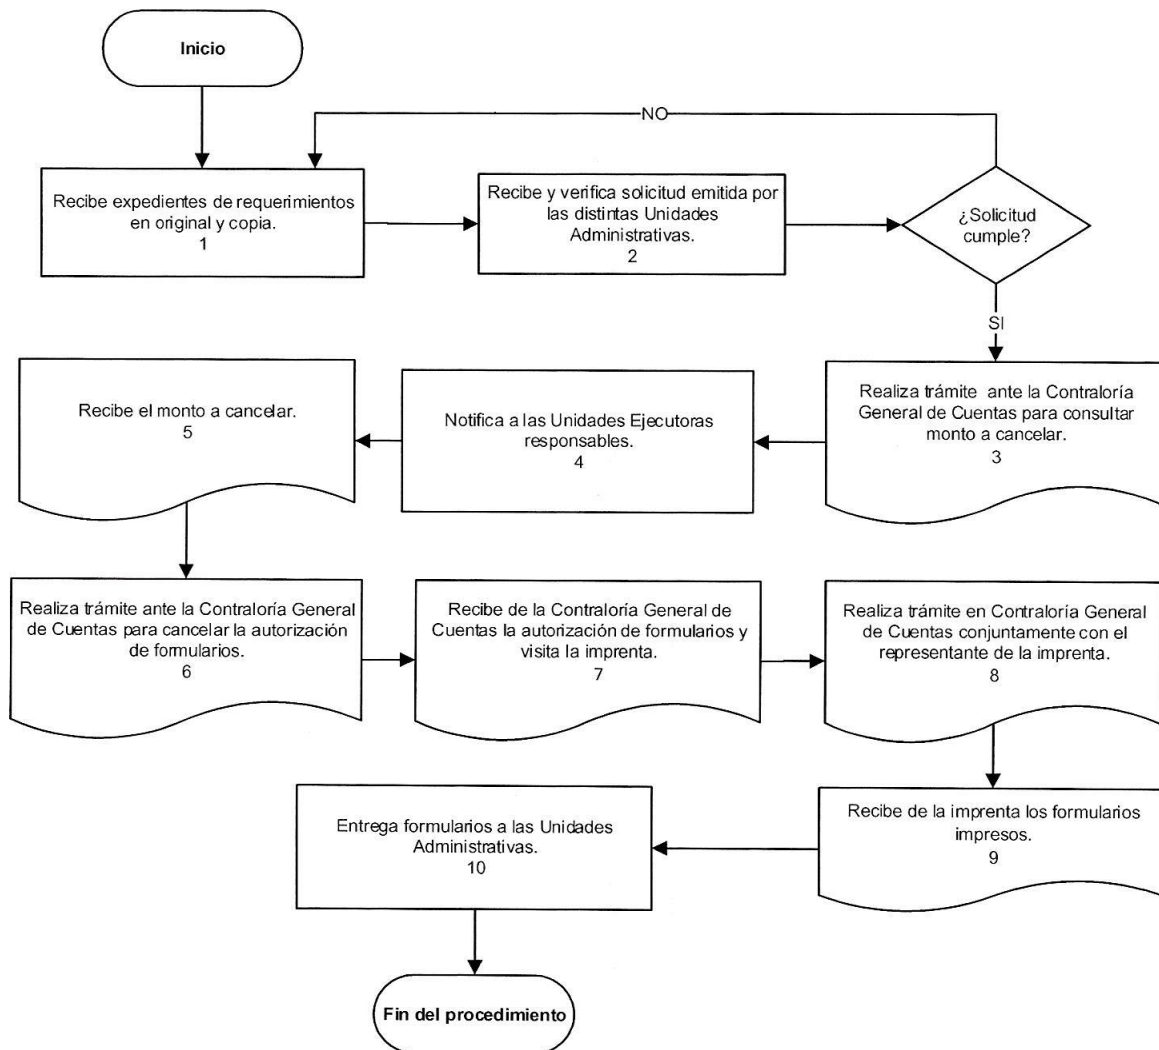 Inicio
NO
Recibe expedientes de requerimientos
en original y copia.
1
Recibe y verifica solicitud emitida por
las distintas Unidades
Administrativas.
2
¿Solicitud
cumple?
SI
Realiza trámite ante la Contraloría
General de Cuentas para consultar
monto a cancelar.
3
Notifica a las Unidades Ejecutoras
responsables.
4
Recibe el monto a cancelar.
5
Realiza trámite ante la Contraloría General
de Cuentas para cancelar la autorización
de formularios.
6
Recibe de la Contraloría General de
Cuentas la autorización de formularios y
visita la imprenta.
7
Realiza trámite en Contraloría General
de Cuentas conjuntamente con el
representante de la imprenta.
8
Recibe de la imprenta los formularios
impresos.
9
Entrega formularios a las Unidades
Administrativas.
10
Fin del procedimiento